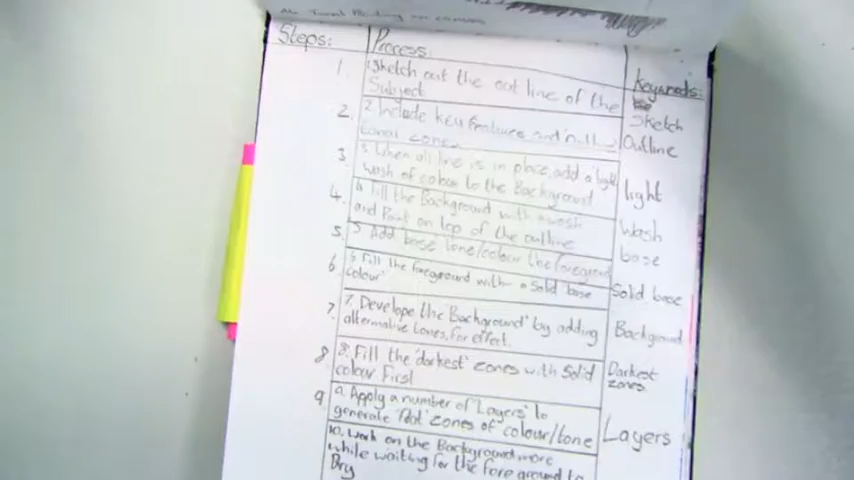 Steps:
Process:
Keywords:
1.
1. Sketch out the out line of the
Subject
Sketch
2.
2. Include key features and
tonal zones
Outline
3.
3. When all line is in place, add a light
wash of colour to the Background
light
4.
4. Fill the Background with a wash
and Paint on top of the outline
Wash
5.
5. Add base tone/colour the foreground
base
6
6. Fill the foreground with a solid base
colour'
Solid base
7.
7. Develope the 'Background' by adding
alternative tones, for effect.
Background
8
8. Fill the 'darkest' zones with Solid
colour First
Darkest
zones
9
9. Apply a number of 'Layers' to
generate zones of colour/tone
Layers
10. Work on the Background more
while waiting for the fore ground to
Dry